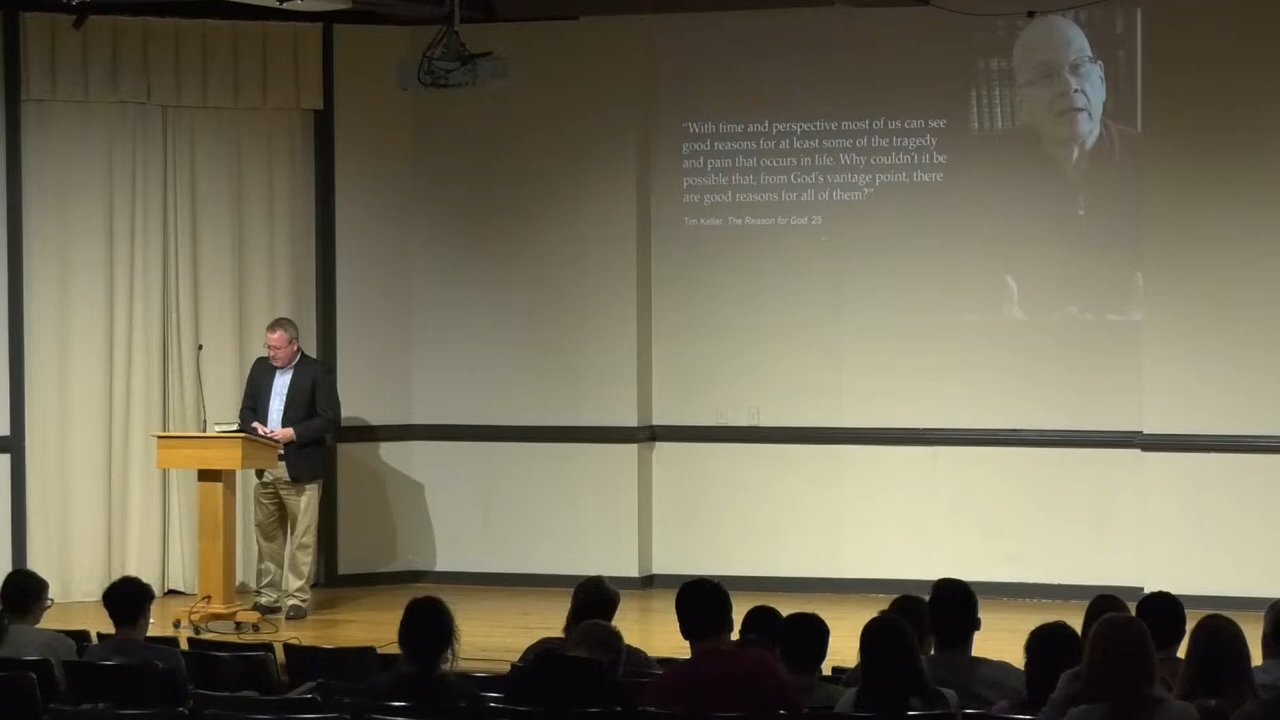 "With time and perspective most of us can see
good reasons for at least some of the tragedy
and pain that occurs in life. Why couldn't it be
possible that, from God's vantage point, there
are good reasons for all of them?"
Tim Keller, The Reason for God, 25